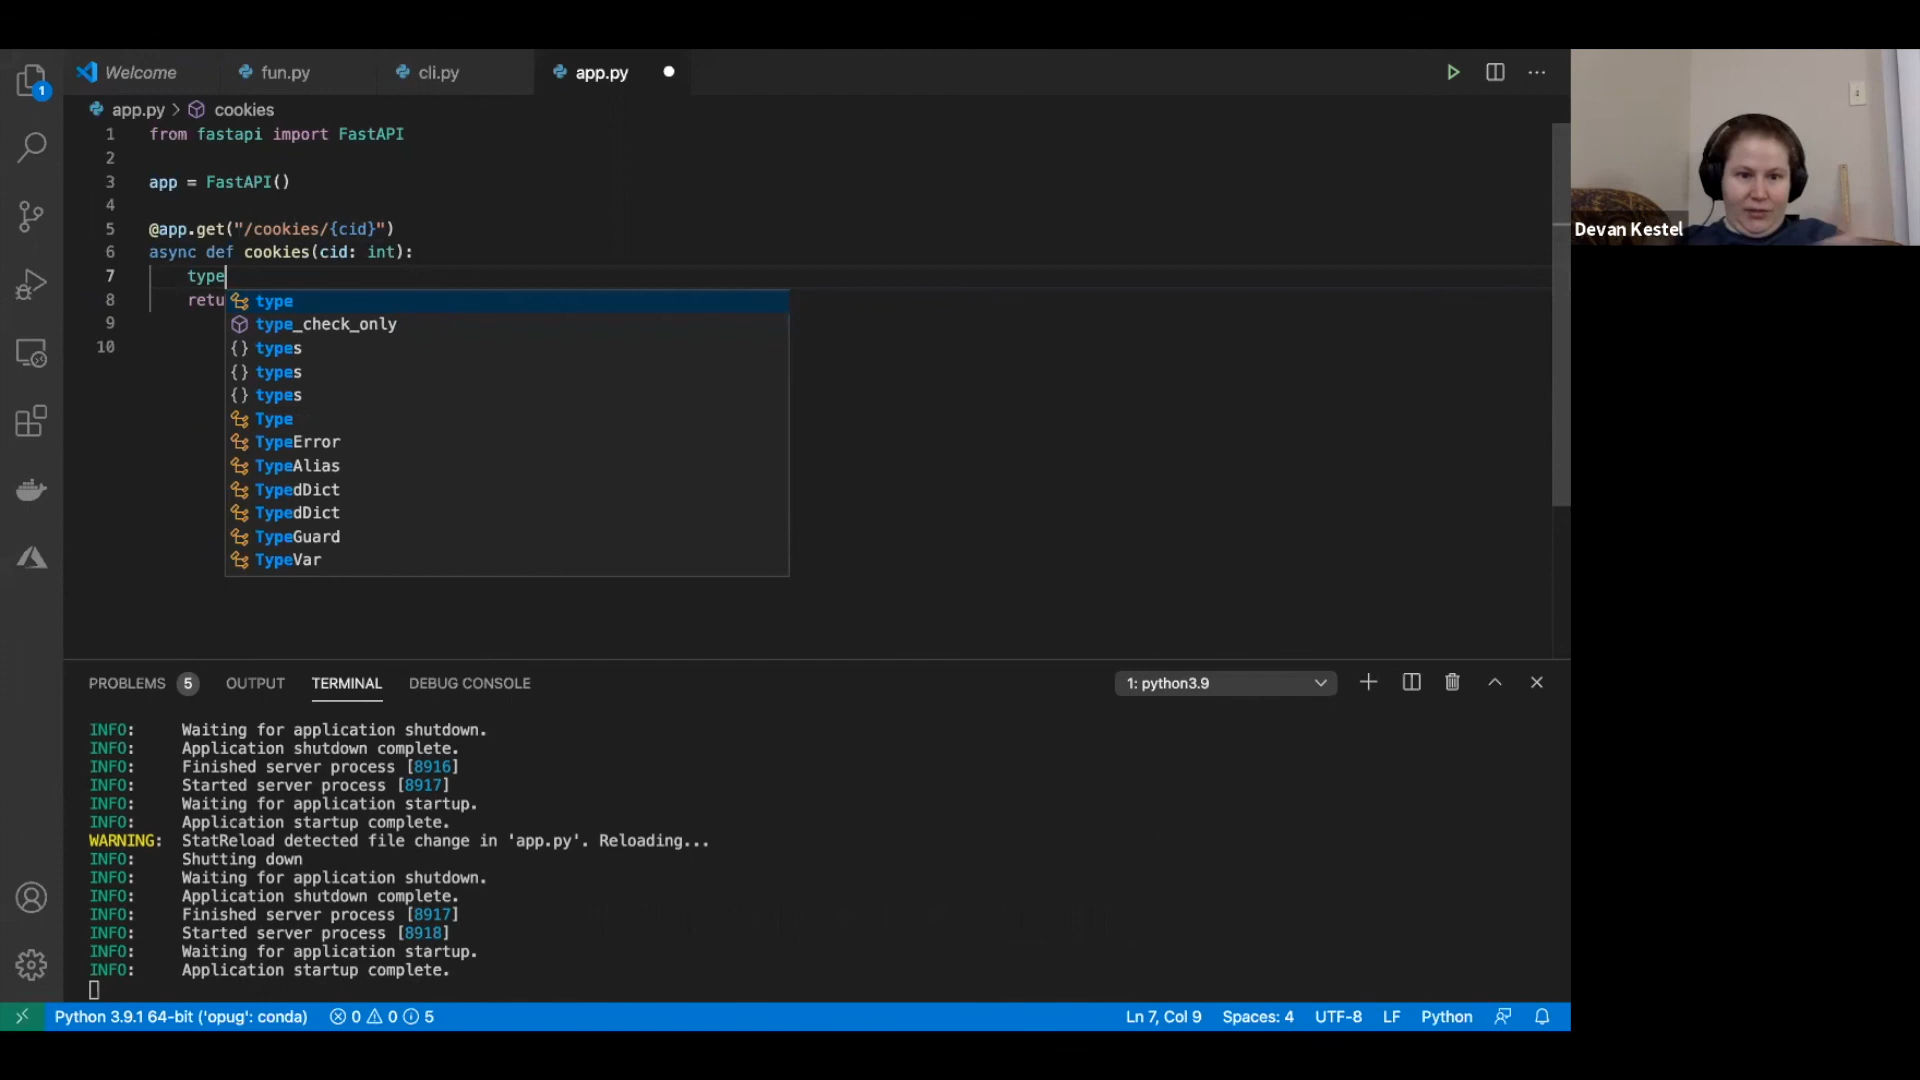 Welcome
fun.py
cli.py
app.py
1
app.py > cookies
1 from fastapi import FastAPI
2
3 app = FastAPI()
4
5 @app.get("/cookies/{cid}")
6 async def cookies(cid: int):
7 type
8 retu
9
10
type
type_check_only
types
types
types
Type
TypeError
TypeAlias
TypedDict
TypedDict
TypeGuard
TypeVar
Devan Kestel
PROBLEMS 5 OUTPUT TERMINAL DEBUG CONSOLE
1: python3.9
INFO: Waiting for application shutdown.
INFO: Application shutdown complete.
INFO: Finished server process [8916]
INFO: Started server process [8917]
INFO: Waiting for application startup.
INFO: Application startup complete.
WARNING: StatReload detected file change in 'app.py'. Reloading...
INFO: Shutting down
INFO: Waiting for application shutdown.
INFO: Application shutdown complete.
INFO: Finished server process [8917]
INFO: Started server process [8918]
INFO: Waiting for application startup.
INFO: Application startup complete.
Python 3.9.1 64-bit ('opug': conda) 0 0 5 Ln 7, Col 9 Spaces: 4 UTF-8 LF Python